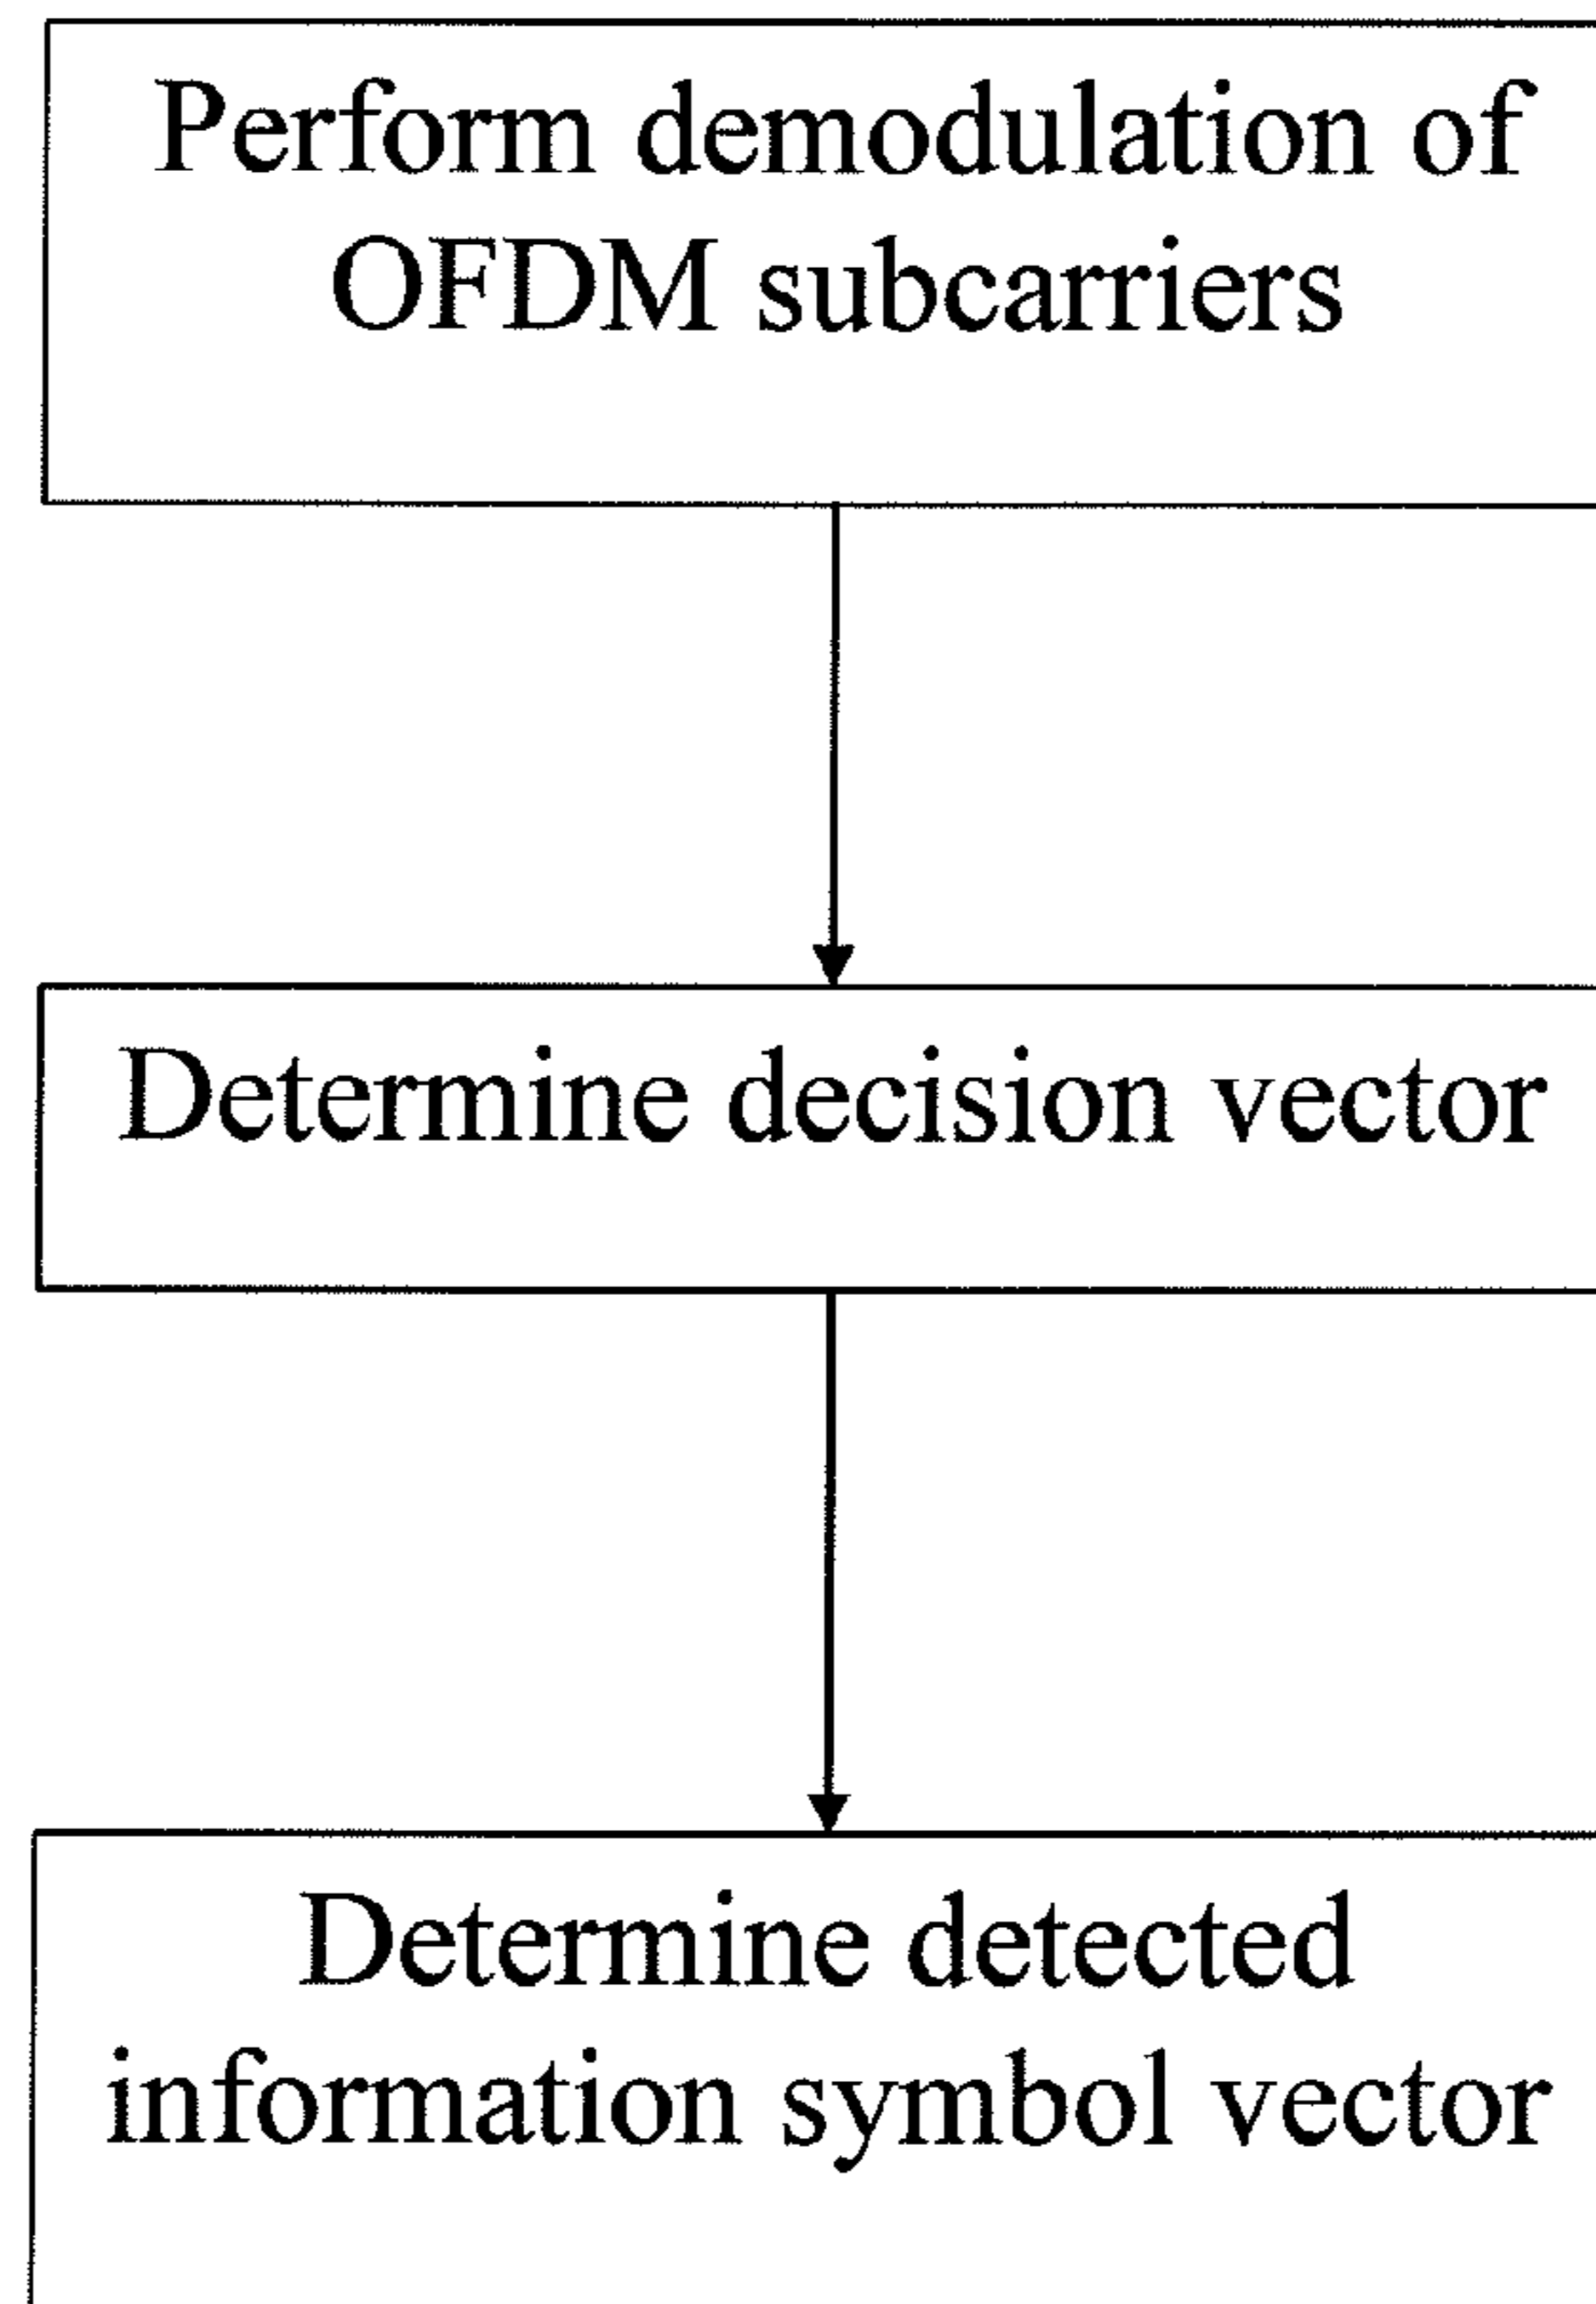 Perform demodulation of
OFDM subcarriers
Determine decision vector
Determine detected
information symbol vector